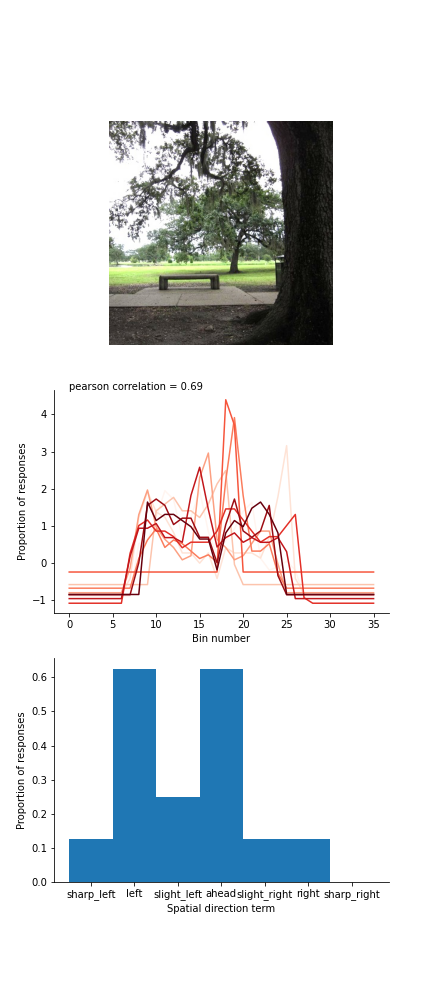 pearson correlation = 0.69
4
3
2
1
0
−1
Proportion of responses
0 5 10 15 20 25 30 35
Bin number
0.6
0.5
0.4
0.3
0.2
0.1
0.0
Proportion of responses
sharp_left left slight_left ahead slight_right right sharp_right
Spatial direction term